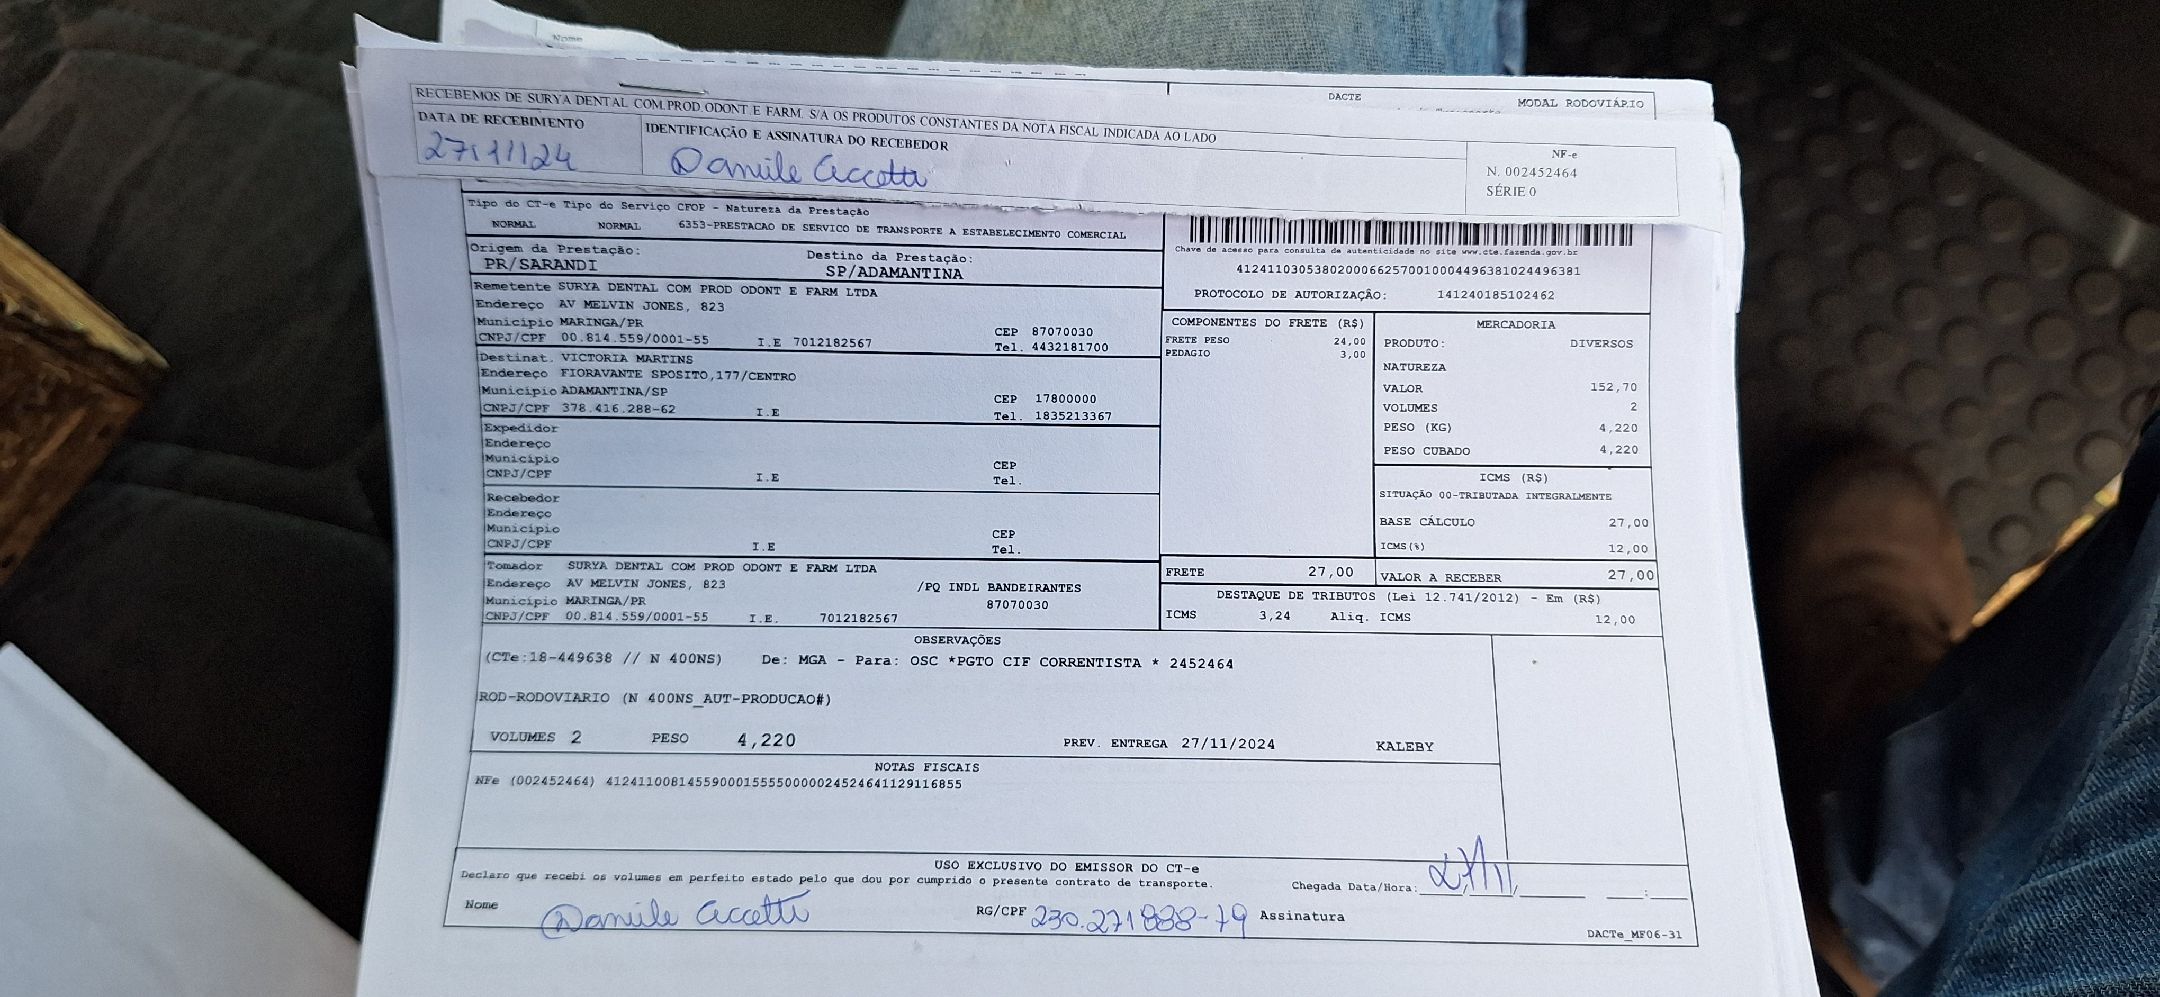 Nome
DACTE
MODAL RODOVIÁRIO
RECEBEMOS DE SURYA DENTAL COM.PROD.ODONT E FARM. S/A OS PRODUTOS CONSTANTES DA NOTA FISCAL INDICADA AO LADO
DATA DE RECEBIMENTO
IDENTIFICAÇÃO E ASSINATURA DO RECEBEDOR
27/11/24
Daniile Accetti
NF-e
N. 002452464
SÉRIE 0
Tipo do CT-e Tipo do Serviço CFOP - Natureza da Prestação
NORMAL NORMAL 6353-PRESTACAO DE SERVICO DE TRANSPORTE A ESTABELECIMENTO COMERCIAL
Origem da Prestação: Destino da Prestação:
PR/SARANDI SP/ADAMANTINA
Chave de acesso para consulta de autenticidade no site www.cte.fazenda.gov.br
41241103053802000662570010004496381024496381
PROTOCOLO DE AUTORIZAÇÃO: 141240185102462
Remetente SURYA DENTAL COM PROD ODONT E FARM LTDA
Endereço AV MELVIN JONES, 823
Município MARINGA/PR CEP 87070030
CNPJ/CPF 00.814.559/0001-55 I.E 7012182567 Tel. 4432181700
Destinat. VICTORIA MARTINS
Endereço FIORAVANTE SPOSITO,177/CENTRO
Município ADAMANTINA/SP CEP 17800000
CNPJ/CPF 378.416.288-62 I.E Tel. 1835213367
Expedidor
Endereço
Município CEP
CNPJ/CPF I.E Tel.
Recebedor
Endereço
Município CEP
CNPJ/CPF I.E Tel.
Tomador SURYA DENTAL COM PROD ODONT E FARM LTDA
Endereço AV MELVIN JONES, 823 /PQ INDL BANDEIRANTES
Município MARINGA/PR 87070030
CNPJ/CPF 00.814.559/0001-55 I.E. 7012182567
COMPONENTES DO FRETE (R$)
FRETE PESO 24,00
PEDAGIO 3,00
MERCADORIA
PRODUTO: DIVERSOS
NATUREZA
VALOR 152,70
VOLUMES 2
PESO (KG) 4,220
PESO CUBADO 4,220
ICMS (R$)
SITUAÇÃO 00-TRIBUTADA INTEGRALMENTE
BASE CÁLCULO 27,00
ICMS(%) 12,00
FRETE 27,00 VALOR A RECEBER 27,00
DESTAQUE DE TRIBUTOS (Lei 12.741/2012) - Em (R$)
ICMS 3,24 Aliq. ICMS 12,00
OBSERVAÇÕES
(CTe:18-449638 // N 400NS) De: MGA - Para: OSC *PGTO CIF CORRENTISTA * 2452464
ROD-RODOVIARIO (N 400NS_AUT-PRODUCAO#)
VOLUMES 2 PESO 4,220 PREV. ENTREGA 27/11/2024 KALEBY
NOTAS FISCAIS
NFe (002452464) 41241100814559000155550000024524641129116855
USO EXCLUSIVO DO EMISSOR DO CT-e
Declaro que recebi os volumes em perfeito estado pelo que dou por cumprido o presente contrato de transporte. Chegada Data/Hora: 27/11/ :
Nome Daniile Accetti RG/CPF 230.271888-79 Assinatura
DACTe_MF06-31